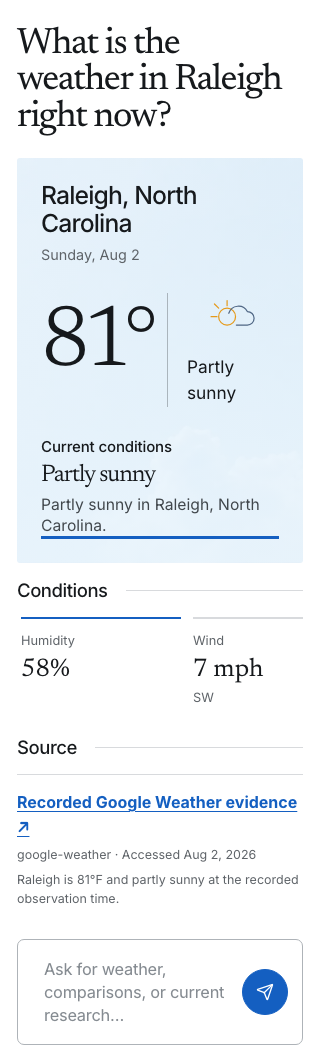 What is the
weather in Raleigh
right now?
Raleigh, North
Carolina
Sunday, Aug 2
81°
Partly
sunny
Current conditions
Partly sunny
Partly sunny in Raleigh, North
Carolina.
Conditions
Humidity
58%
Wind
7 mph
SW
Source
Recorded Google Weather evidence
↗
google-weather · Accessed Aug 2, 2026
Raleigh is 81°F and partly sunny at the recorded
observation time.
Ask for weather,
comparisons, or current
research...